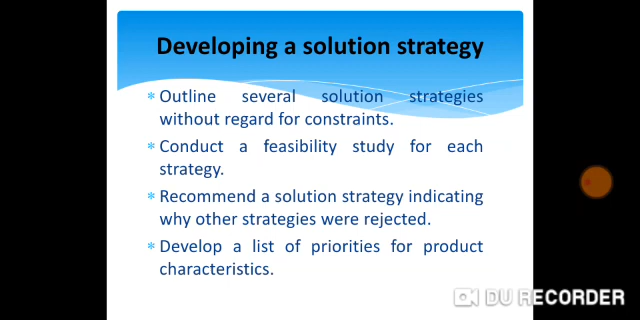 Developing a solution strategy
* Outline several solution strategies
without regard for constraints.
* Conduct a feasibility study for each
strategy.
* Recommend a solution strategy indicating
why other strategies were rejected.
* Develop a list of priorities for product
characteristics.
DU RECORDER